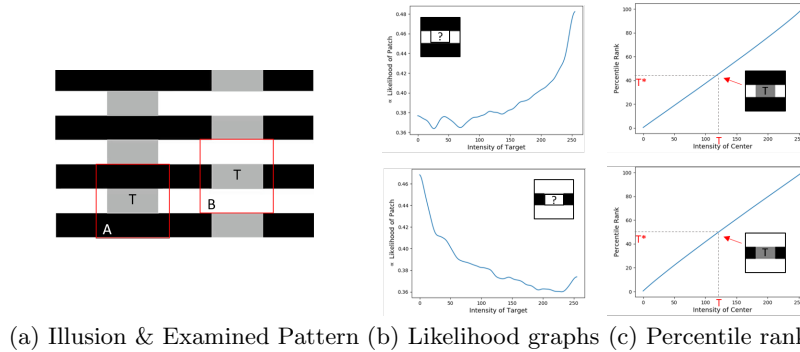 T
T
B
A
?
0.48
0.46
0.44
0.42
0.40
0.38
0.36
0 50 100 150 200 250
Intensity of Target
∝ Likelihood of Patch
?
0.46
0.44
0.42
0.40
0.38
0.36
0 50 100 150 200 250
Intensity of Target
∝ Likelihood of Patch
100
80
60
40
20
0
T*
T
T
0 50 100 150 200 250
Intensity of Center
Percentile Rank
100
80
60
40
20
0
T*
T
T
0 50 100 150 200 250
Intensity of Center
Percentile Rank
(a) Illusion & Examined Pattern (b) Likelihood graphs (c) Percentile rank